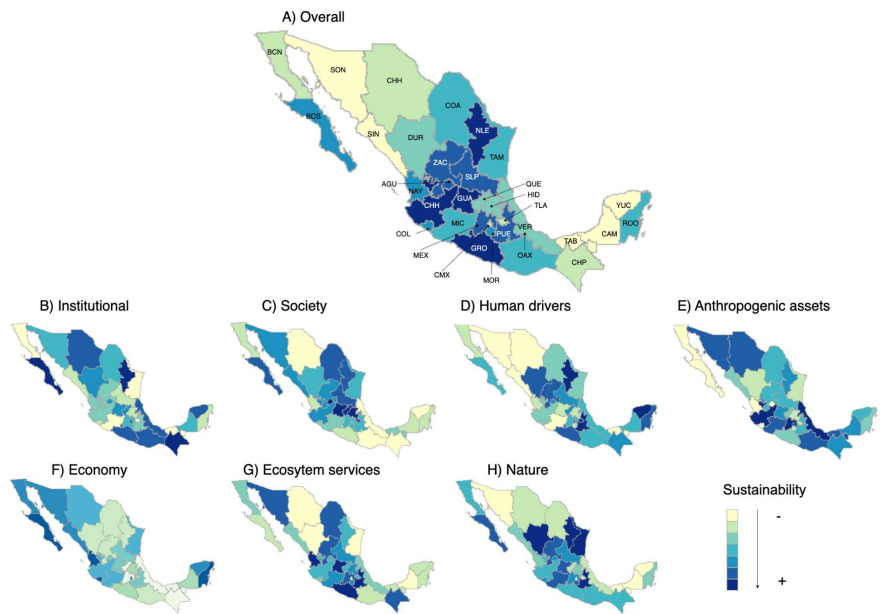 A) Overall
BCN
SON
CHH
COA
BCS
NLE
SIN
DUR
TAM
ZAC
SLP
AGU
QUE
NAY
HID
GUA
CHH
TLA
YUC
ROO
COL
MIC
VER
CAM
PUE
TAB
MEX
GRO
OAX
CHP
CMX
MOR
B) Institutional
C) Society
D) Human drivers
E) Anthropogenic assets
F) Economy
G) Ecosytem services
H) Nature
Sustainability
-
+